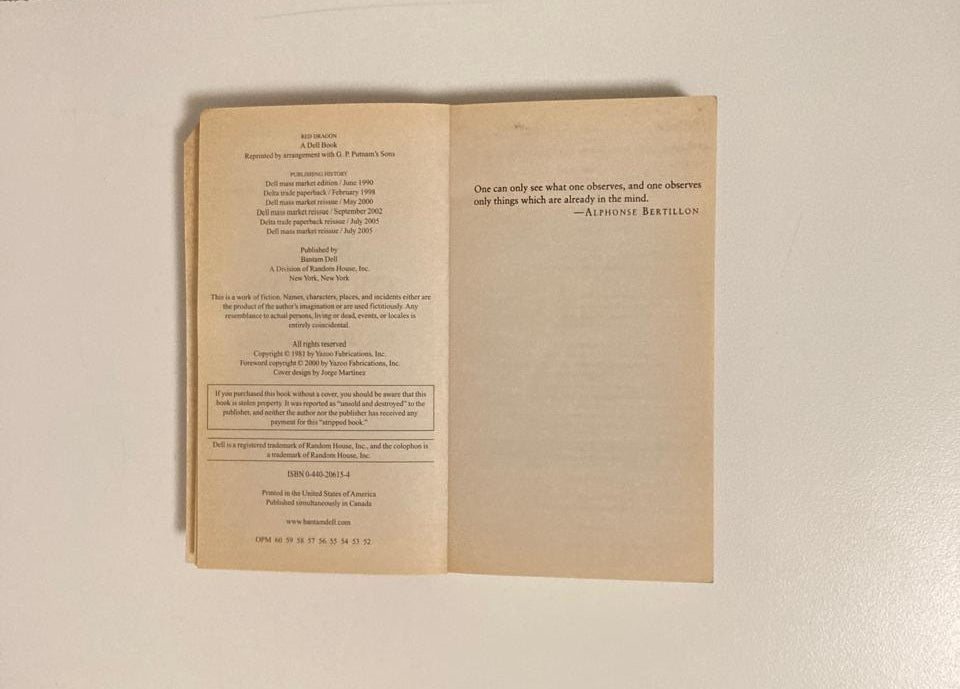 RED DRAGON
A Dell Book
Reprinted by arrangement with G. P. Putnam's Sons
PUBLISHING HISTORY
Dell mass market edition / June 1990
Delta trade paperback / February 1998
Dell mass market reissue / May 2000
Dell mass market reissue / September 2002
Delta trade paperback reissue / July 2005
Dell mass market reissue / July 2005
Published by
Bantam Dell
A Division of Random House, Inc.
New York, New York
This is a work of fiction. Names, characters, places, and incidents either are
the product of the author's imagination or are used fictitiously. Any
resemblance to actual persons, living or dead, events, or locales is
entirely coincidental.
All rights reserved
Copyright © 1981 by Yazoo Fabrications, Inc.
Foreword copyright © 2000 by Yazoo Fabrications, Inc.
Cover design by Jorge Martínez
If you purchased this book without a cover, you should be aware that this
book is stolen property. It was reported as "unsold and destroyed" to the
publisher, and neither the author nor the publisher has received any
payment for this "stripped book."
Dell is a registered trademark of Random House, Inc., and the colophon is
a trademark of Random House, Inc.
ISBN 0-440-20615-4
Printed in the United States of America
Published simultaneously in Canada
www.bantamdell.com
OPM 60 59 58 57 56 55 54 53 52
One can only see what one observes, and one observes
only things which are already in the mind.
—ALPHONSE BERTILLON